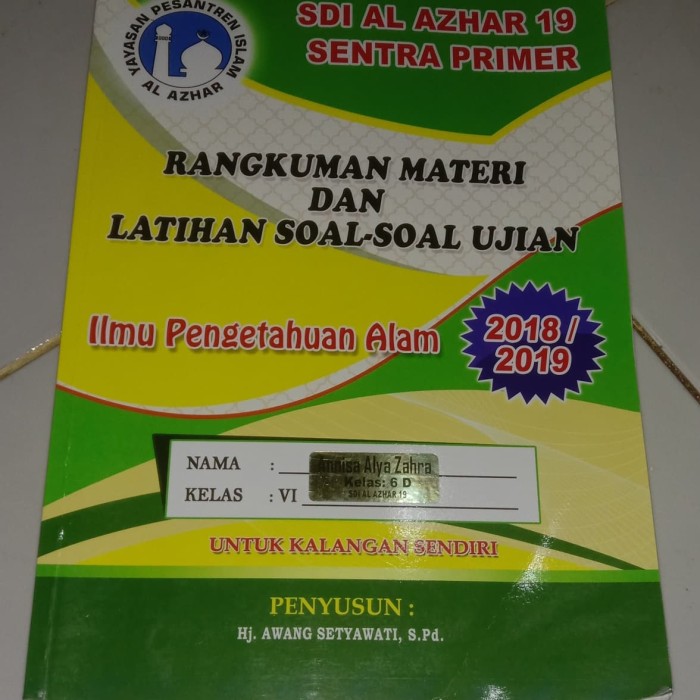 YAYASAN PESANTREN ISLAM
AL AZHAR
SDI AL AZHAR 19
SENTRA PRIMER
RANGKUMAN MATERI
DAN
LATIHAN SOAL-SOAL UJIAN
Ilmu Pengetahuan Alam
2018 /
2019
NAMA :
Annisa Alya Zahra
KELAS : VI
Kelas: 6 D
SDI AL AZHAR 19
UNTUK KALANGAN SENDIRI
PENYUSUN :
Hj. AWANG SETYAWATI, S.Pd.